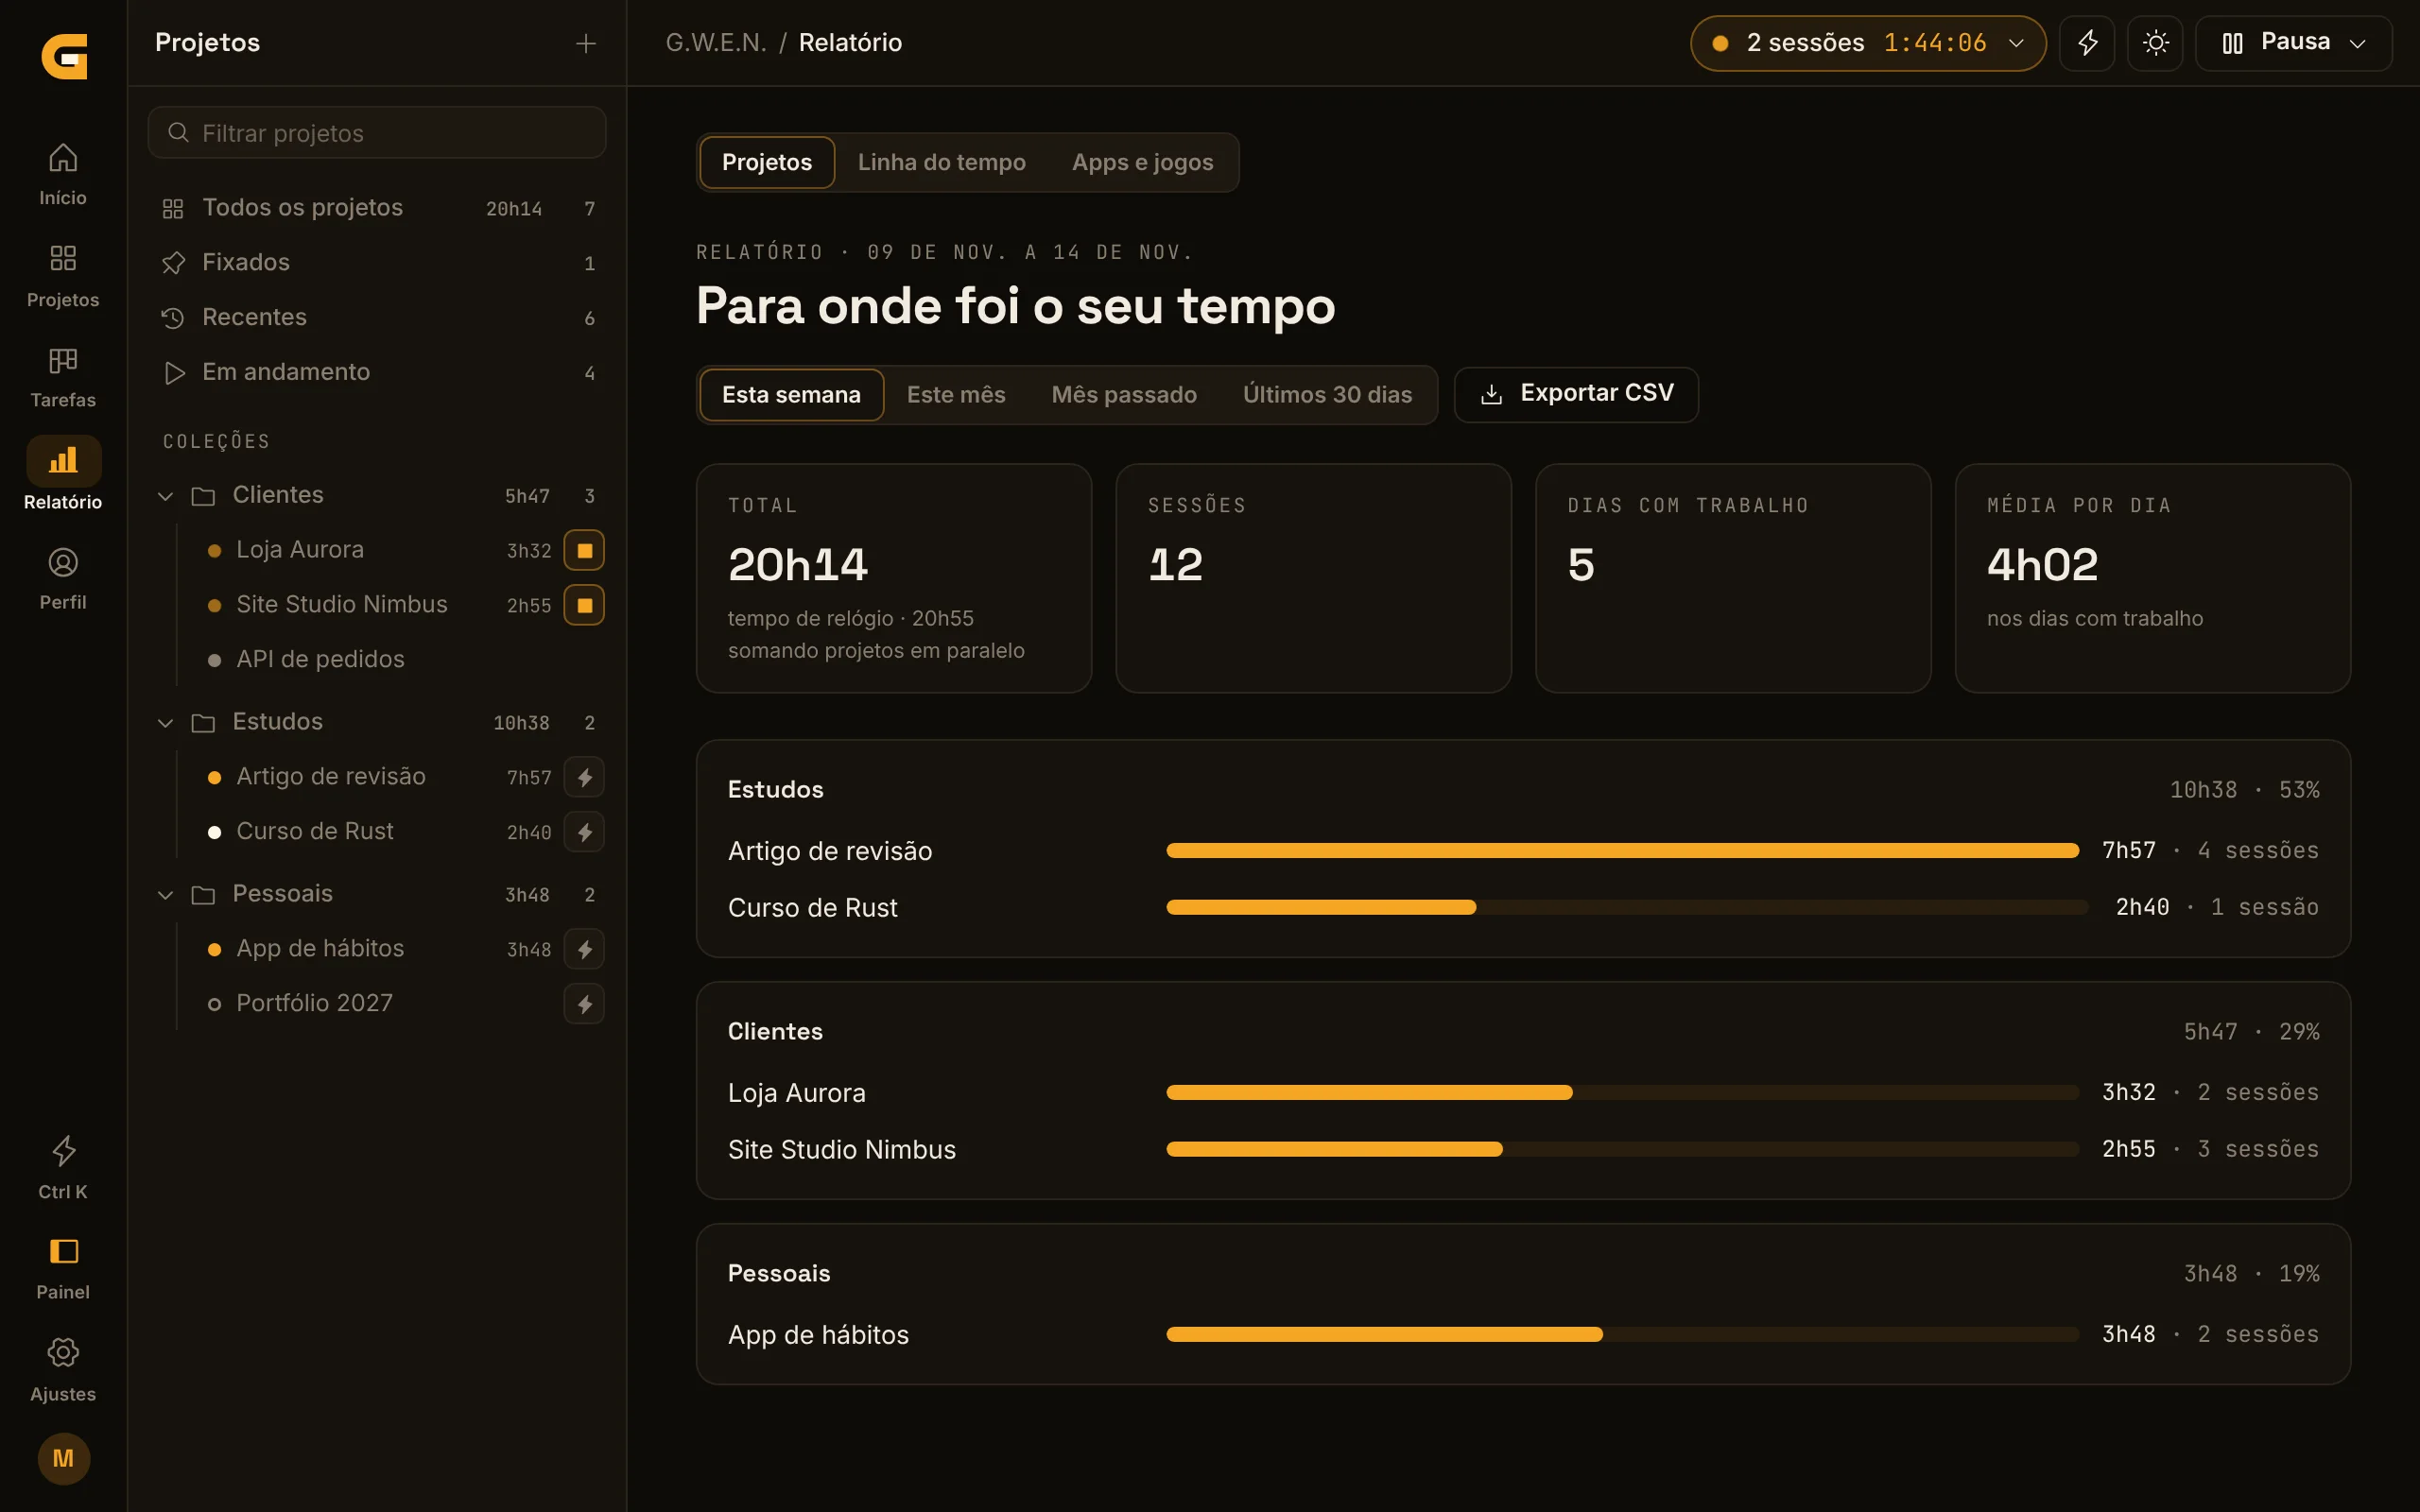 G
Início
Projetos
Tarefas
Relatório
Perfil
Ctrl K
Painel
Ajustes
M
Projetos
Filtrar projetos
Todos os projetos 20h14 7
Fixados 1
Recentes 6
Em andamento 4
COLEÇÕES
Clientes 5h47 3
Loja Aurora 3h32
Site Studio Nimbus 2h55
API de pedidos
Estudos 10h38 2
Artigo de revisão 7h57
Curso de Rust 2h40
Pessoais 3h48 2
App de hábitos 3h48
Portfólio 2027
G.W.E.N. / Relatório
2 sessões 1:44:06
Pausa
Projetos Linha do tempo Apps e jogos
RELATÓRIO · 09 DE NOV. A 14 DE NOV.
Para onde foi o seu tempo
Esta semana Este mês Mês passado Últimos 30 dias Exportar CSV
TOTAL
20h14
tempo de relógio · 20h55
somando projetos em paralelo
SESSÕES
12
DIAS COM TRABALHO
5
MÉDIA POR DIA
4h02
nos dias com trabalho
Estudos 10h38 · 53%
Artigo de revisão 7h57 · 4 sessões
Curso de Rust 2h40 · 1 sessão
Clientes 5h47 · 29%
Loja Aurora 3h32 · 2 sessões
Site Studio Nimbus 2h55 · 3 sessões
Pessoais 3h48 · 19%
App de hábitos 3h48 · 2 sessões